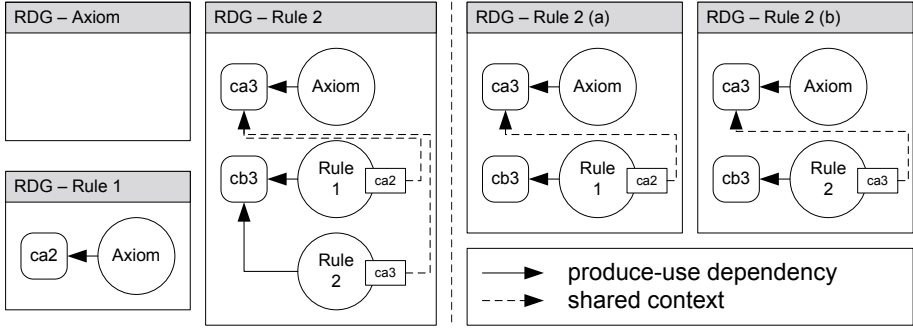 RDG – Axiom
RDG – Rule 1
ca2
Axiom
RDG – Rule 2
ca3
Axiom
cb3
Rule
1
ca2
Rule
2
ca3
RDG – Rule 2 (a)
ca3
Axiom
cb3
Rule
1
ca2
RDG – Rule 2 (b)
ca3
Axiom
cb3
Rule
2
ca3
produce-use dependency
shared context